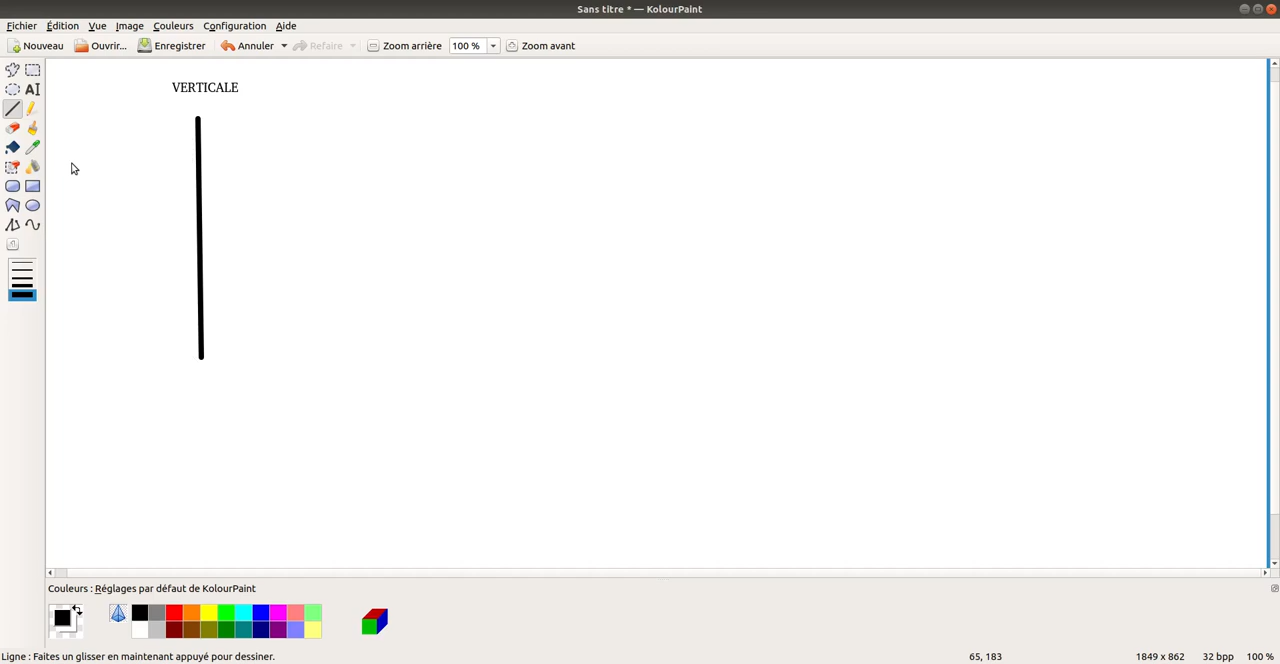 Sans titre * — KolourPaint
Fichier Édition Vue Image Couleurs Configuration Aide
Nouveau Ouvrir... Enregistrer Annuler Refaire Zoom arrière 100 % Zoom avant
VERTICALE
Couleurs : Réglages par défaut de KolourPaint
Ligne : Faites un glisser en maintenant appuyé pour dessiner. 65, 183 1849 x 862 32 bpp 100 %